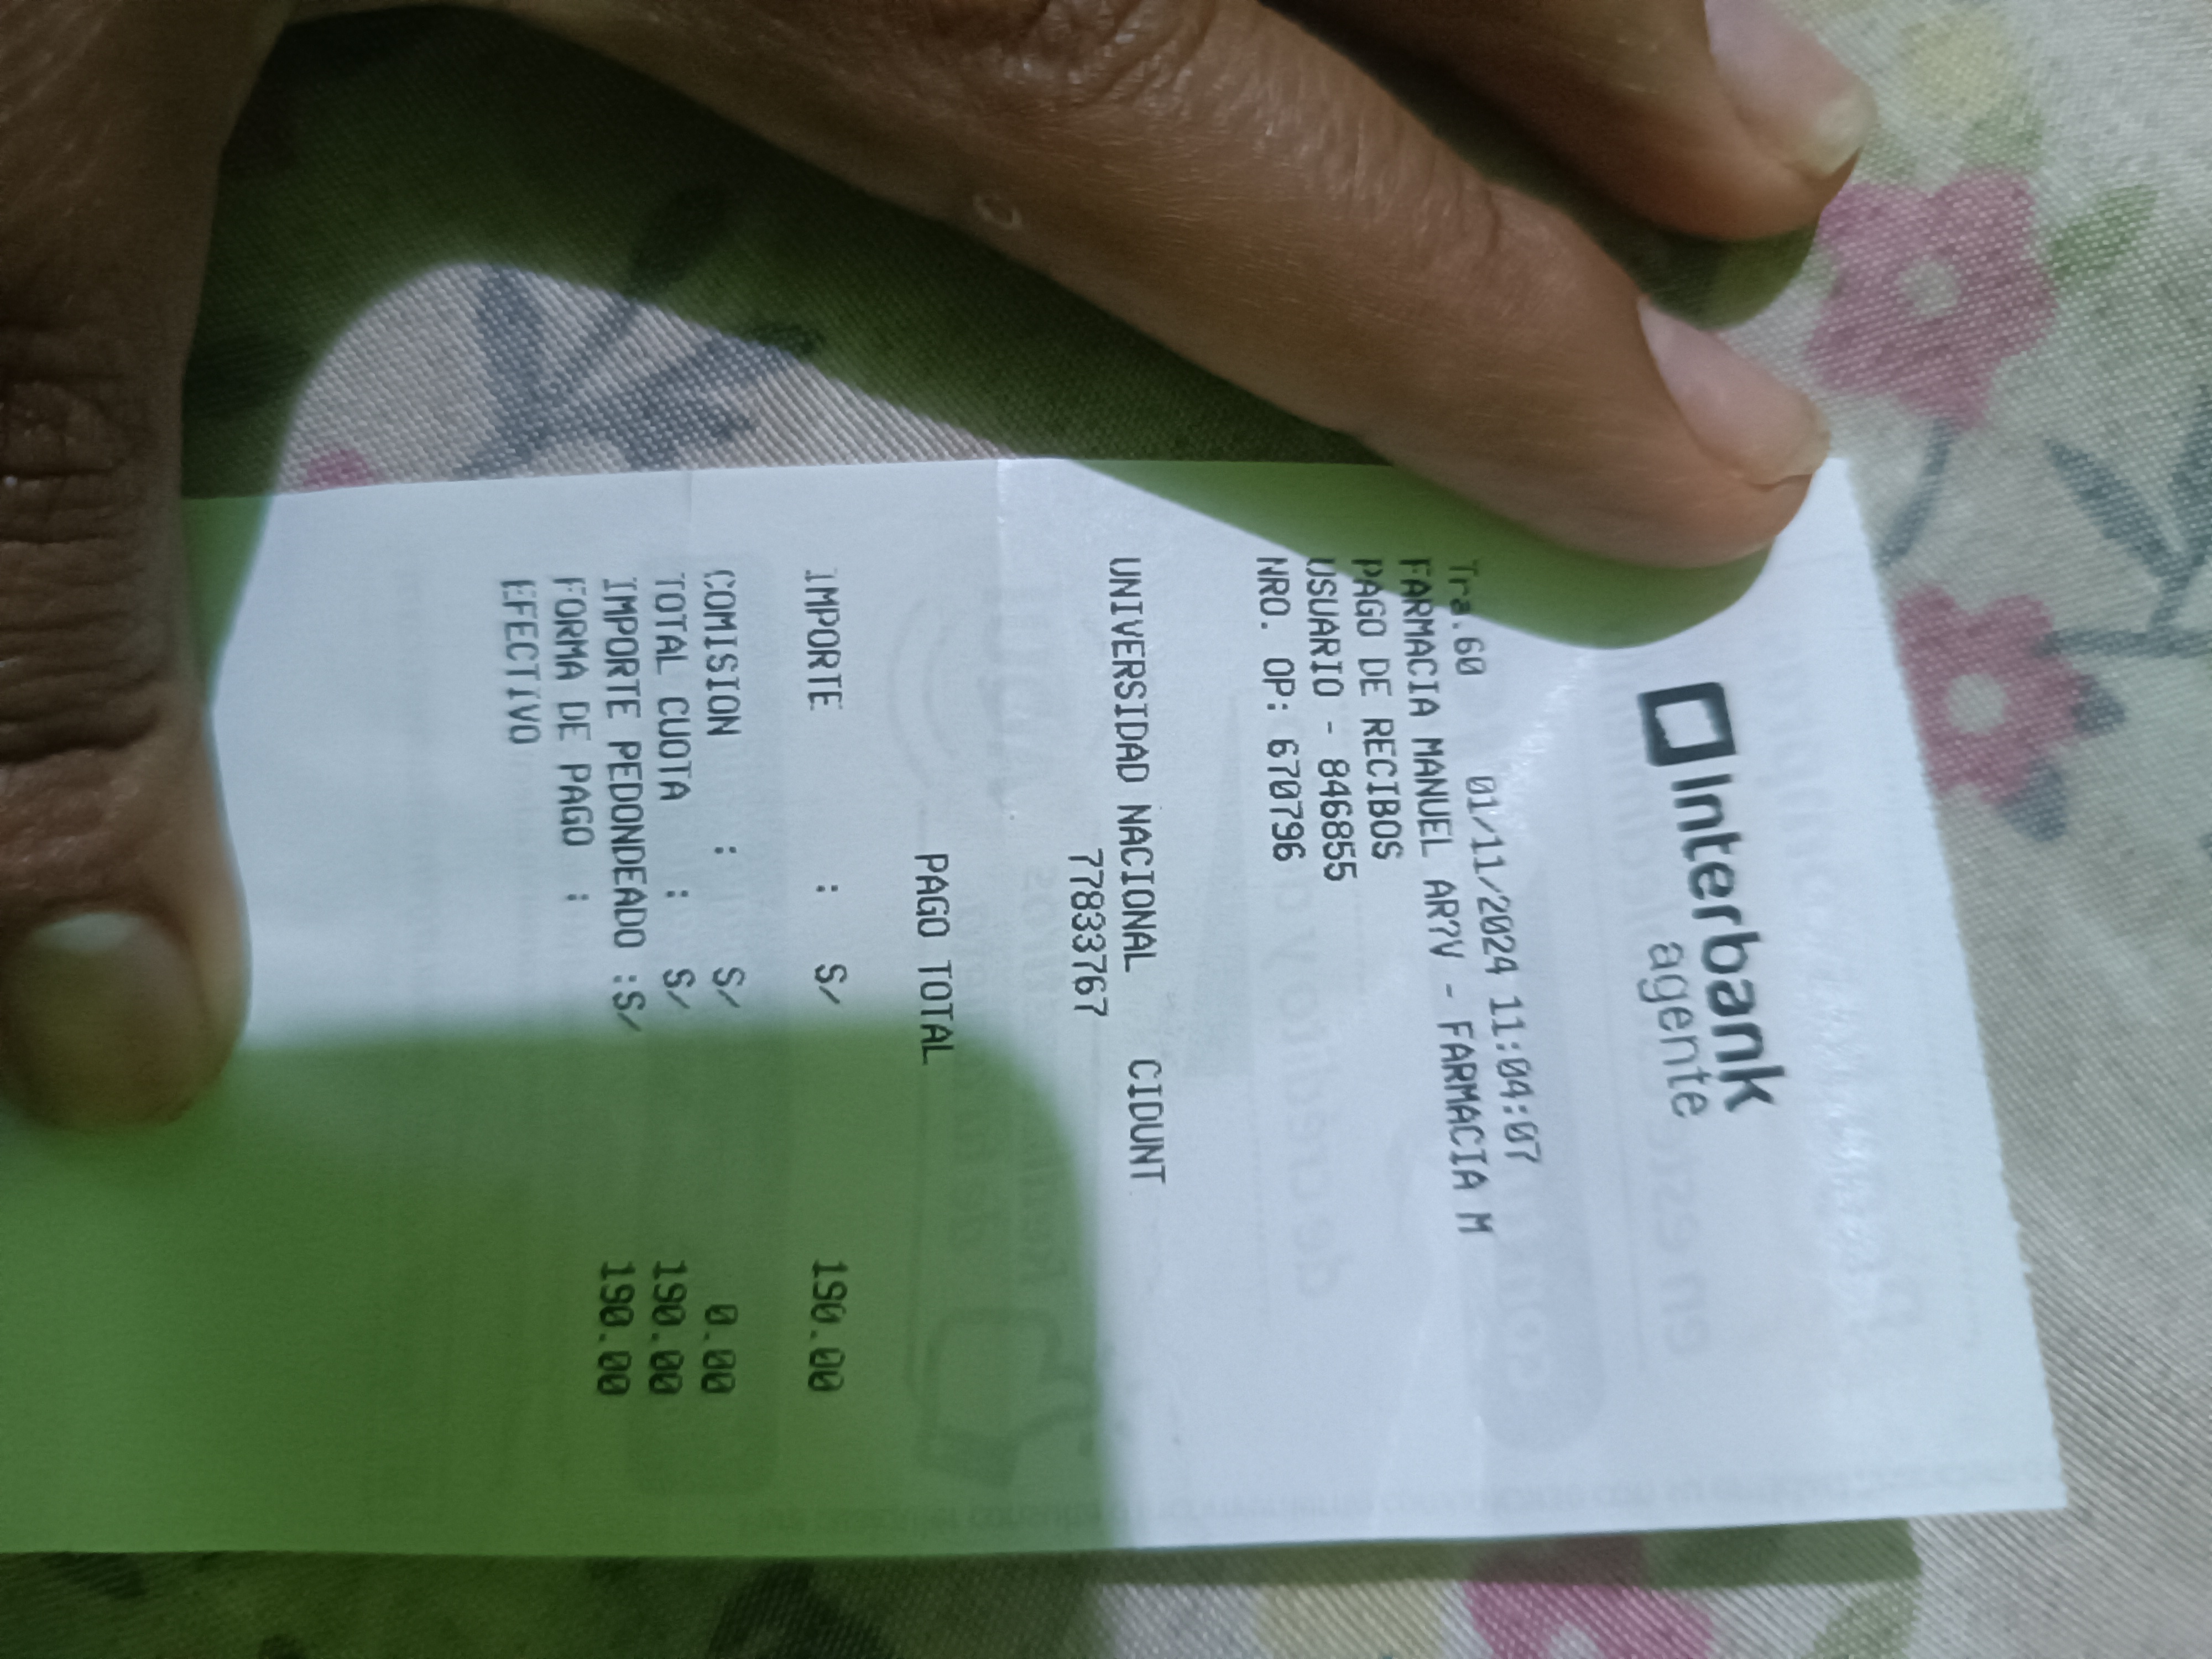 Interbank
agente
Tra.60 01/11/2024 11:04:07
FARMACIA MANUEL AR?V - FARMACIA M
PAGO DE RECIBOS
USUARIO - 846855
NRO. OP: 670796
UNIVERSIDAD NACIONAL CIDUNT
77833767
PAGO TOTAL
IMPORTE : S/ 190.00
COMISION : S/ 0.00
TOTAL CUOTA : S/ 190.00
IMPORTE PEDONDEADO :S/ 190.00
FORMA DE PAGO :
EFECTIVO